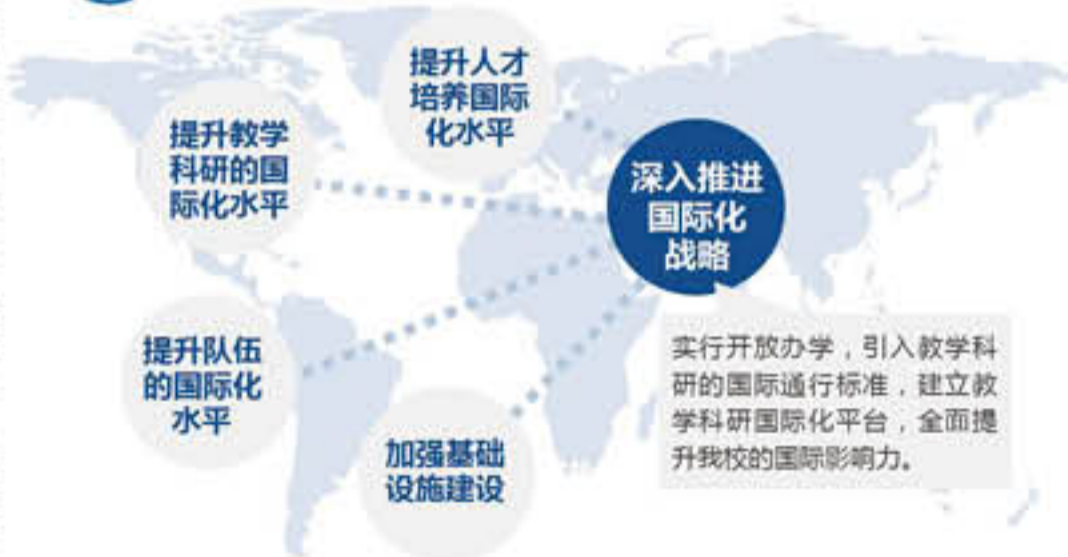 提升人才
培养国际
化水平
提升教学
科研的国
际化水平
深入推进
国际化
战略
提升队伍
的国际化
水平
加强基础
设施建设
实行开放办学，引入教学科
研的国际通行标准，建立教
学科研国际化平台，全面提
升我校的国际影响力。